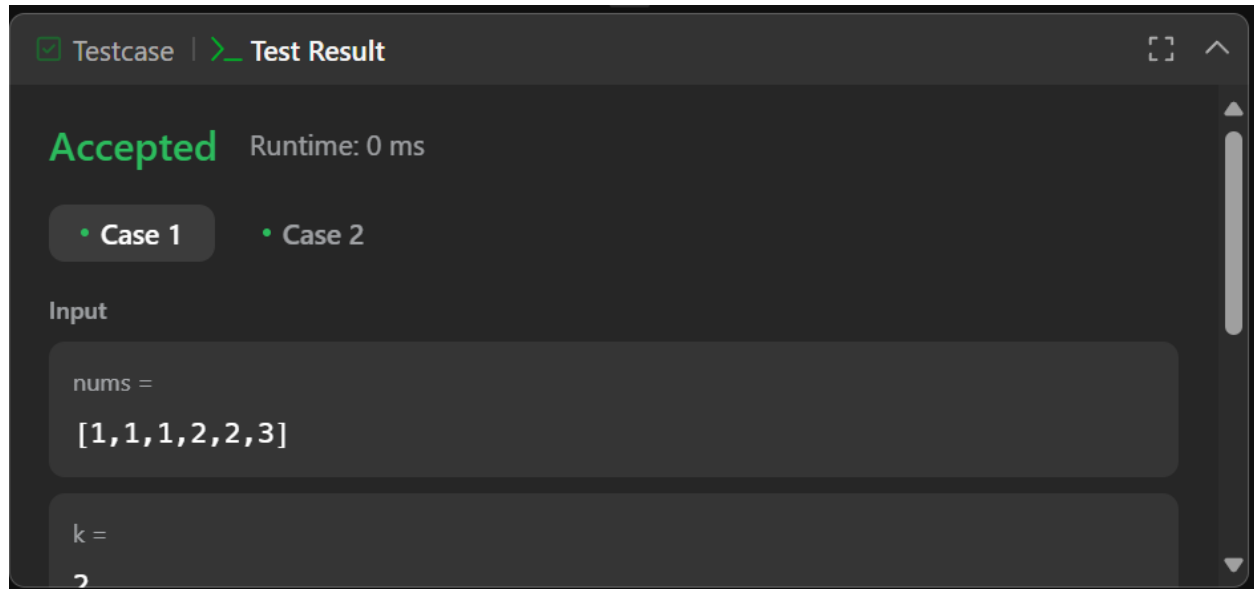 Testcase | >_ Test Result
Accepted Runtime: 0 ms
• Case 1 • Case 2
Input
nums =
[1,1,1,2,2,3]
k =
2